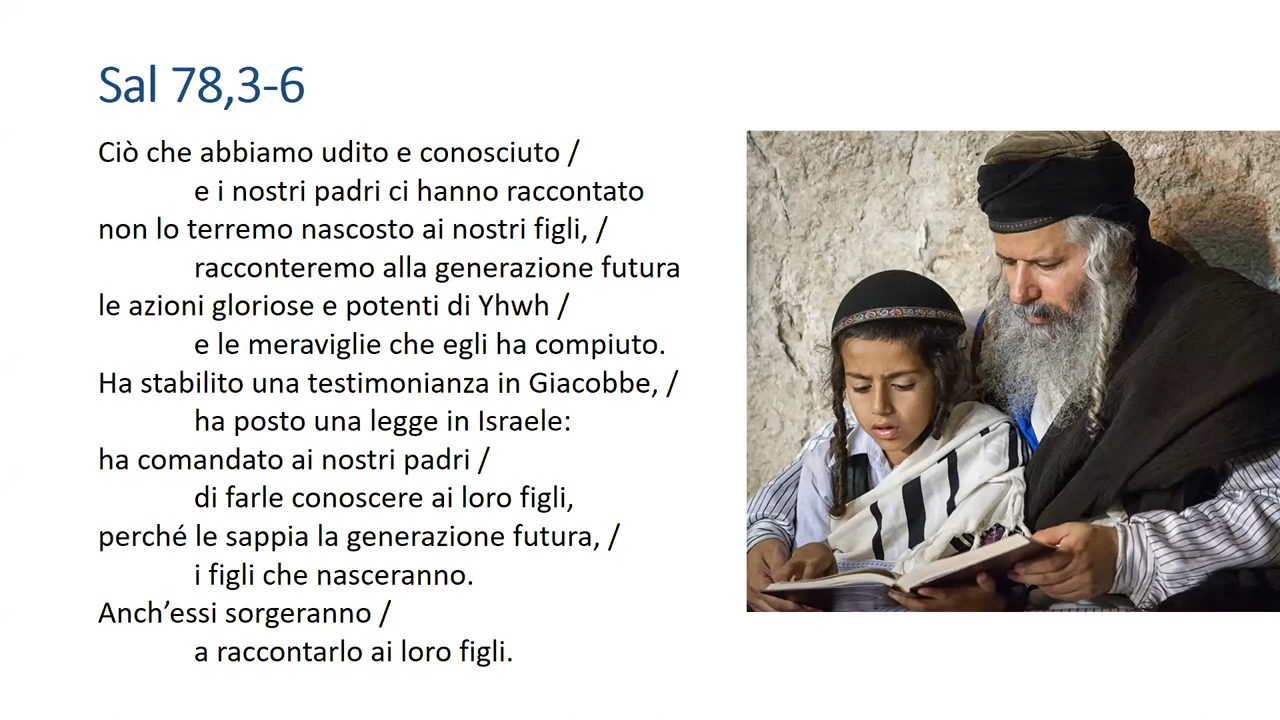 Sal 78,3-6
Ciò che abbiamo udito e conosciuto /
e i nostri padri ci hanno raccontato
non lo terremo nascosto ai nostri figli, /
racconteremo alla generazione futura
le azioni gloriose e potenti di Yhwh /
e le meraviglie che egli ha compiuto.
Ha stabilito una testimonianza in Giacobbe, /
ha posto una legge in Israele:
ha comandato ai nostri padri /
di farle conoscere ai loro figli,
perché le sappia la generazione futura, /
i figli che nasceranno.
Anch’essi sorgeranno /
a raccontarlo ai loro figli.